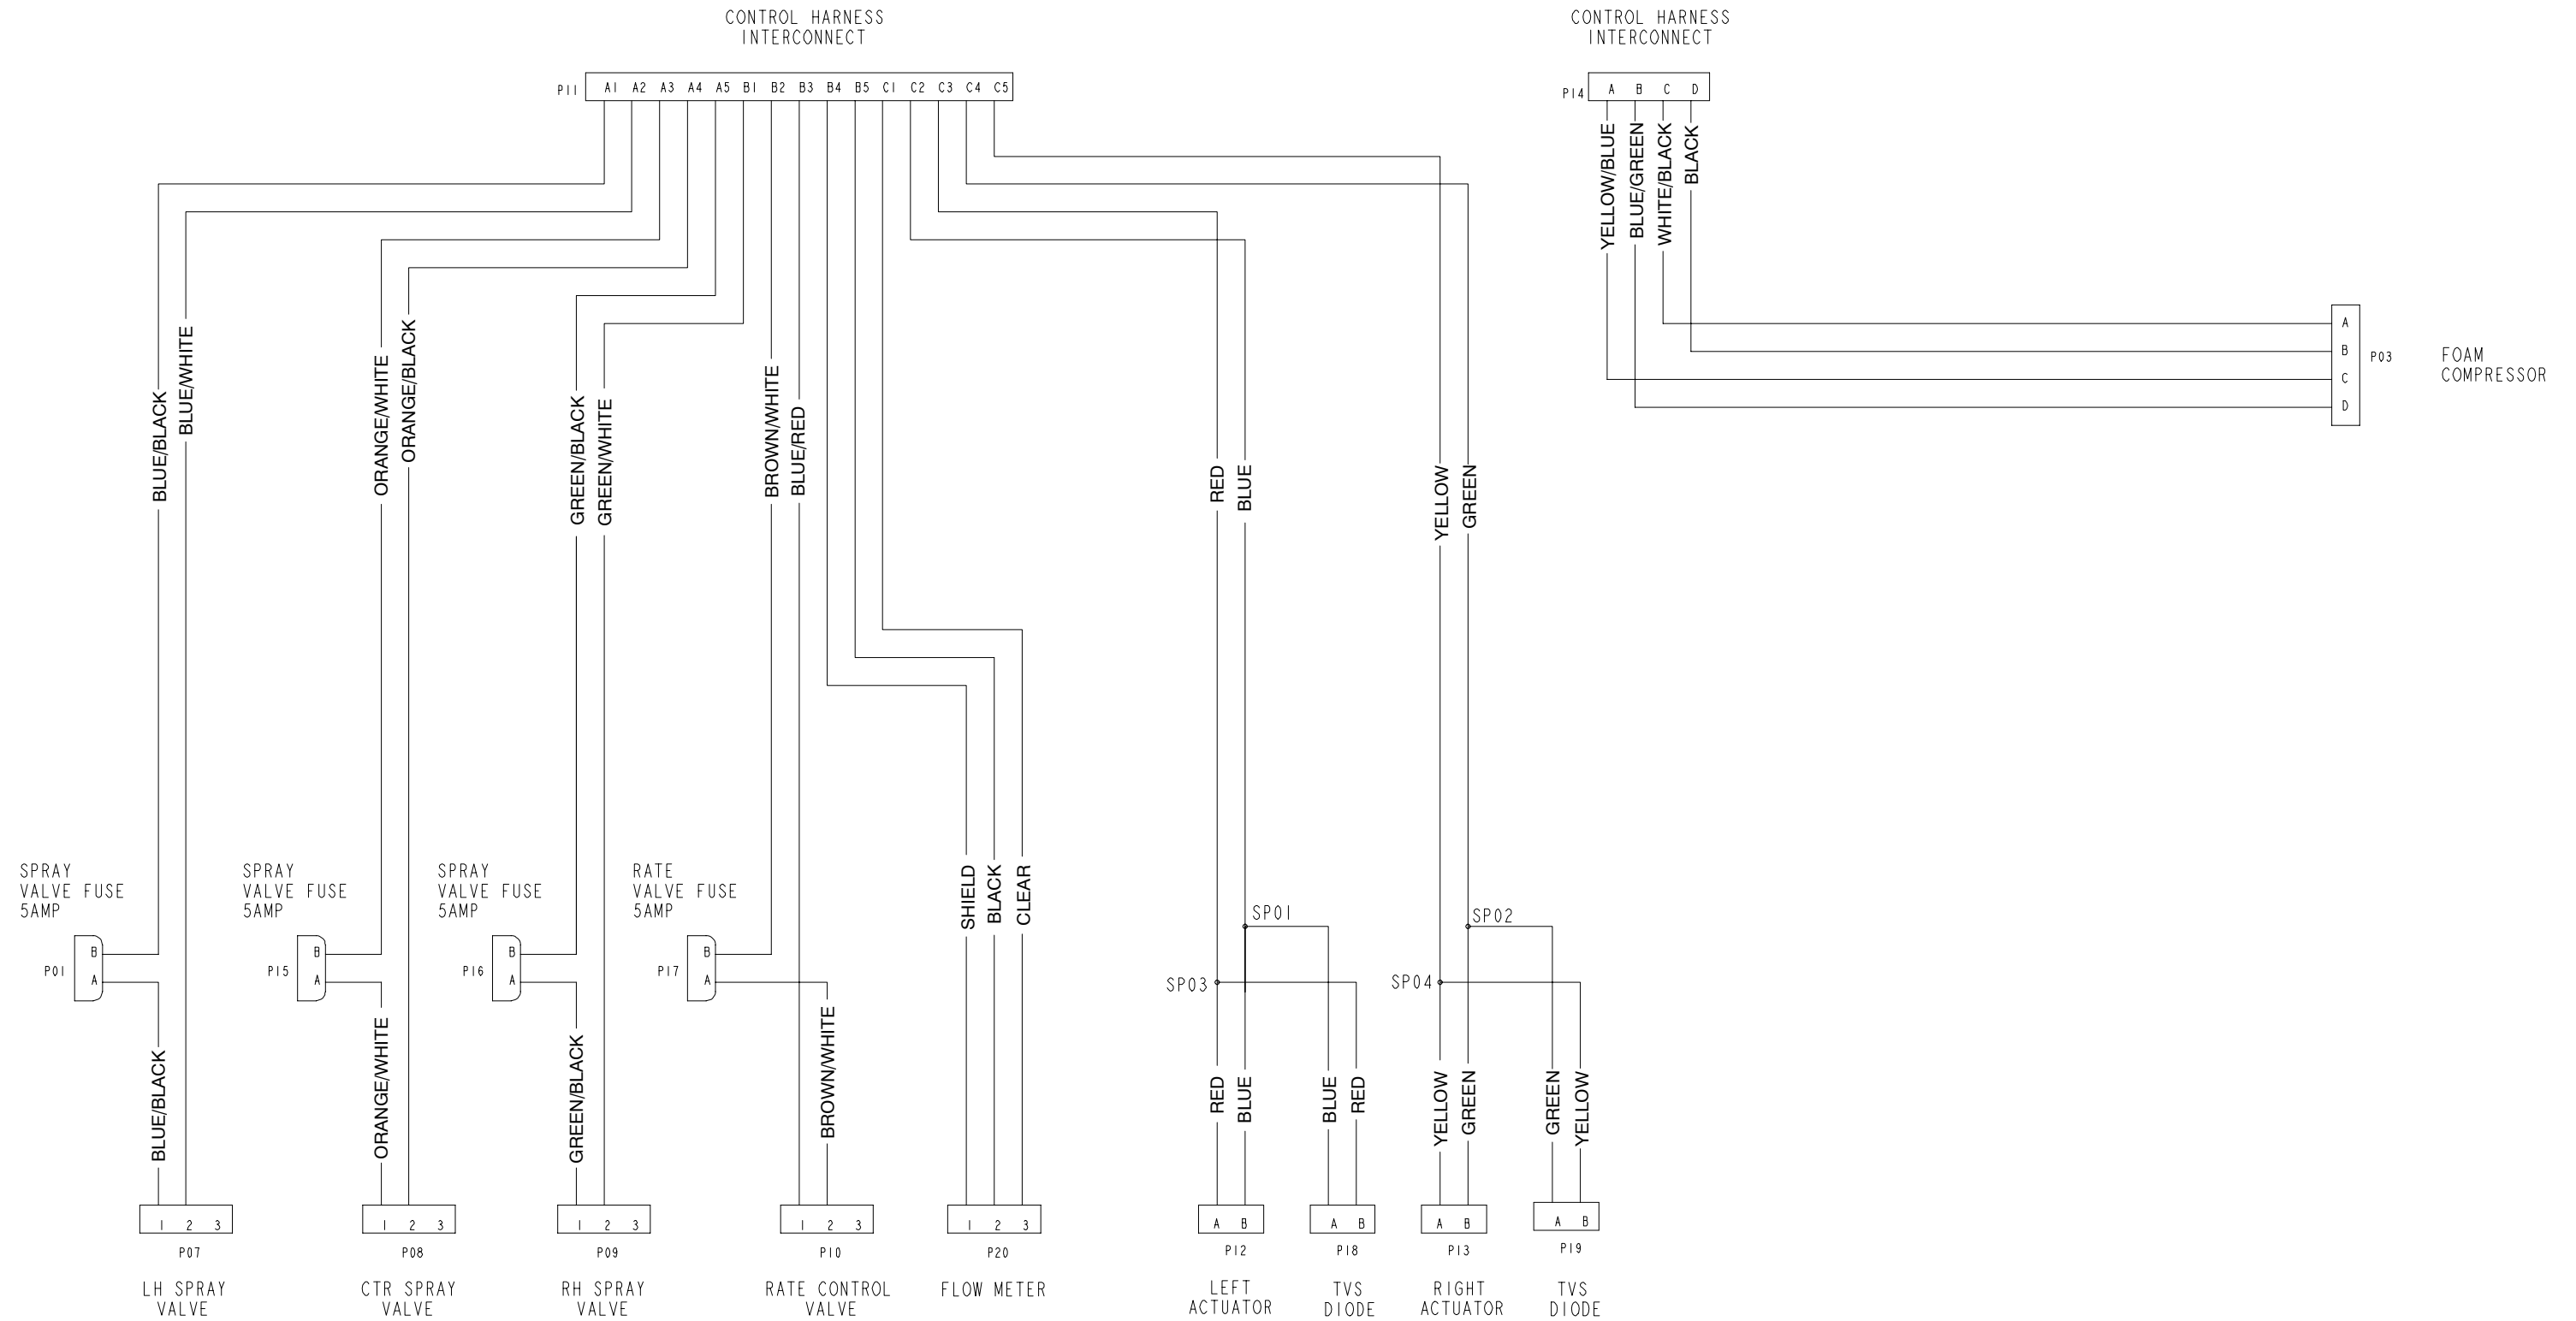 CONTROL HARNESS
INTERCONNECT
P11 A1 A2 A3 A4 A5 B1 B2 B3 B4 B5 C1 C2 C3 C4 C5
CONTROL HARNESS
INTERCONNECT
P14 A B C D
YELLOW/BLUE
BLUE/GREEN
WHITE/BLACK
BLACK
A
B
C
D
P03
FOAM
COMPRESSOR
BLUE/BLACK
BLUE/WHITE
ORANGE/WHITE
ORANGE/BLACK
GREEN/BLACK
GREEN/WHITE
BROWN/WHITE
BLUE/RED
RED
BLUE
YELLOW
GREEN
SPRAY
VALVE FUSE
5AMP
P01
B
A
SPRAY
VALVE FUSE
5AMP
P15
B
A
SPRAY
VALVE FUSE
5AMP
P16
B
A
RATE
VALVE FUSE
5AMP
P17
B
A
SHIELD
BLACK
CLEAR
SP01
SP02
SP03
SP04
BLUE/BLACK
ORANGE/WHITE
GREEN/BLACK
BROWN/WHITE
RED
BLUE
BLUE
RED
YELLOW
GREEN
GREEN
YELLOW
1 2 3
P07
LH SPRAY
VALVE
1 2 3
P08
CTR SPRAY
VALVE
1 2 3
P09
RH SPRAY
VALVE
1 2 3
P10
RATE CONTROL
VALVE
1 2 3
P20
FLOW METER
A B
P12
LEFT
ACTUATOR
A B
P18
TVS
DIODE
A B
P13
RIGHT
ACTUATOR
A B
P19
TVS
DIODE